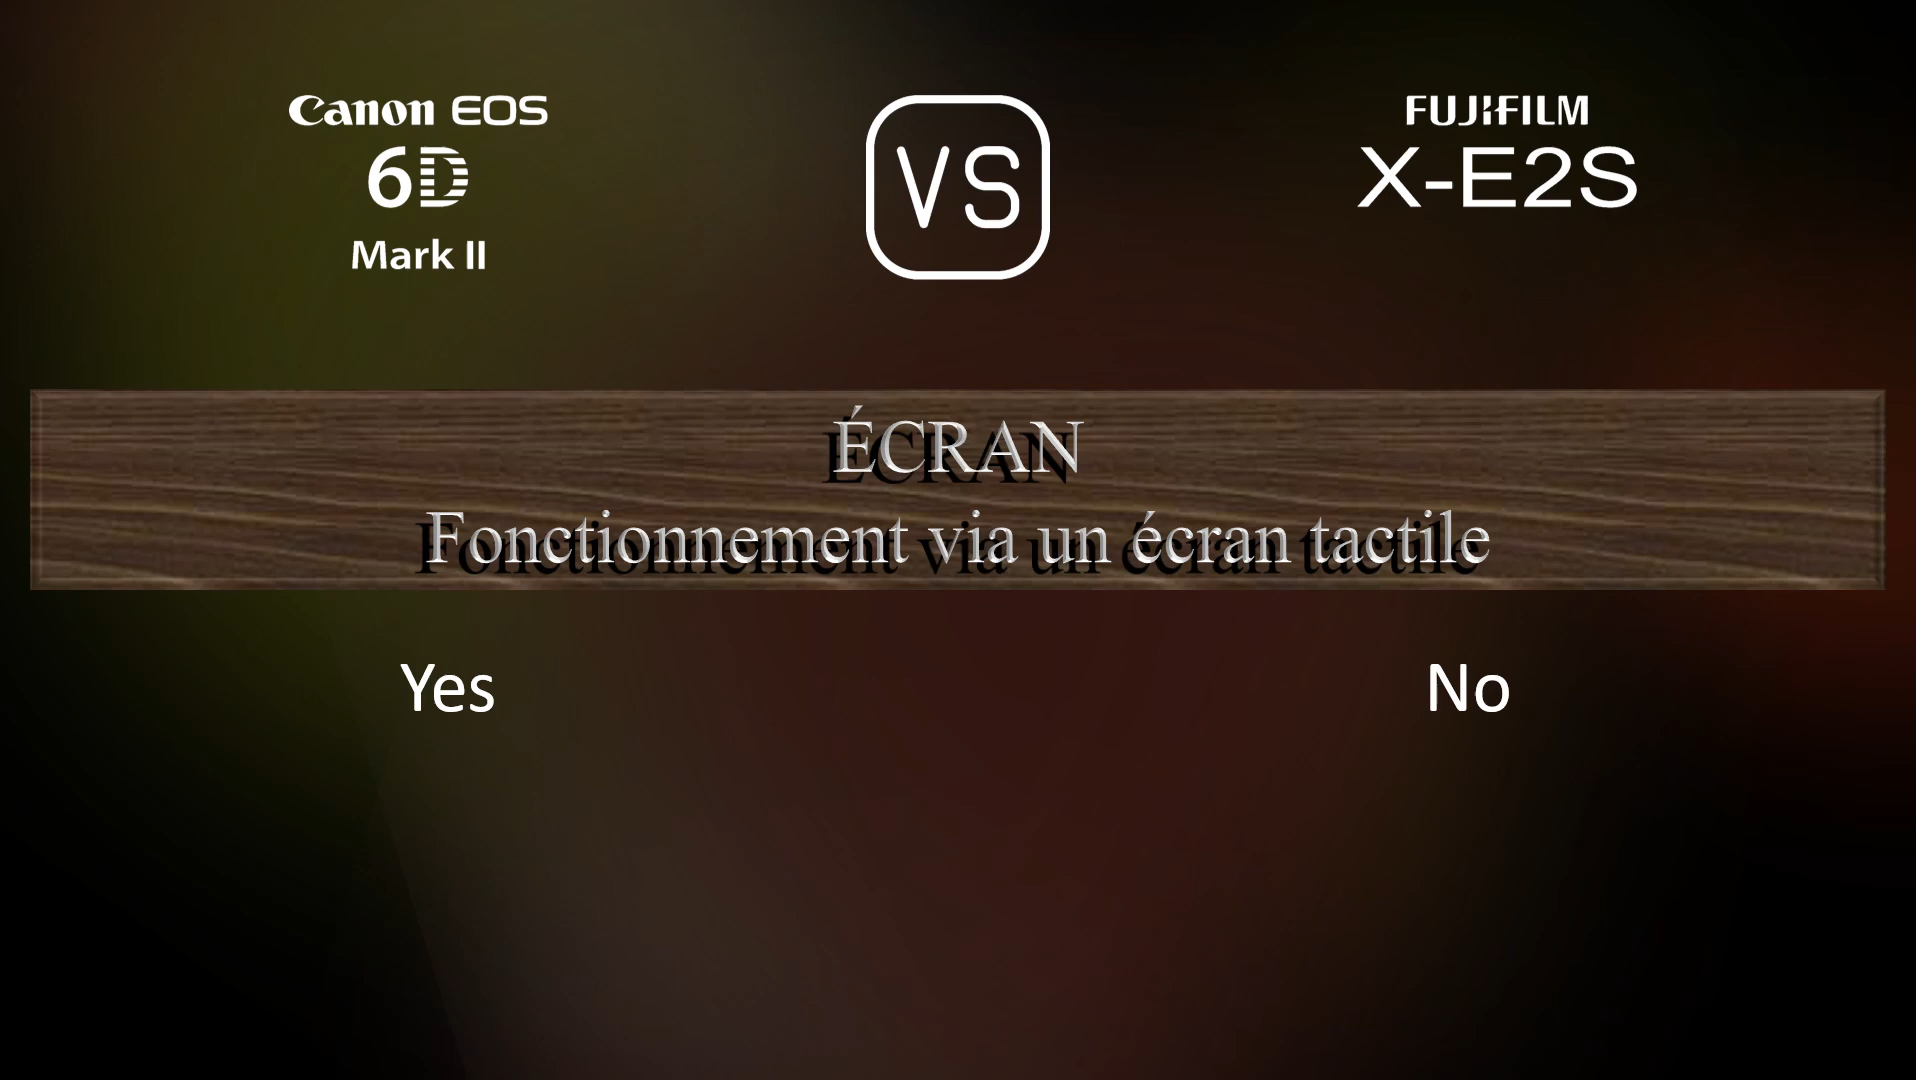 Canon EOS
6D
Mark II
VS
FUJIFILM
X-E2S
ÉCRAN
Fonctionnement via un écran tactile
Yes
No